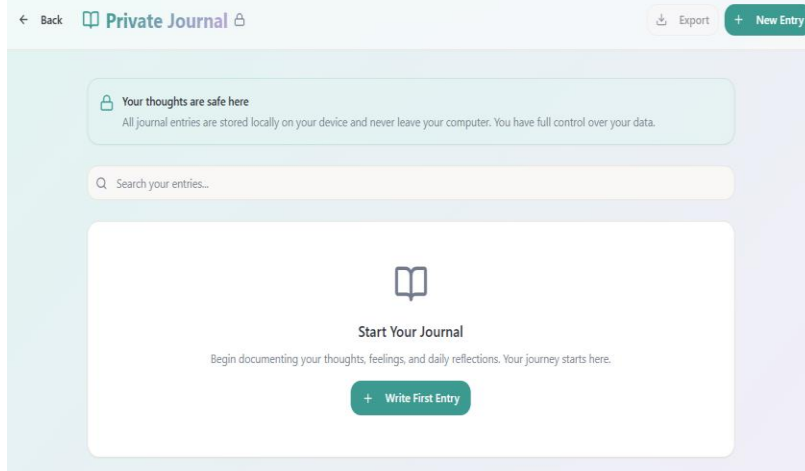 Back
Private Journal
Export
+ New Entry
Your thoughts are safe here
All journal entries are stored locally on your device and never leave your computer. You have full control over your data.
Search your entries...
Start Your Journal
Begin documenting your thoughts, feelings, and daily reflections. Your journey starts here.
+ Write First Entry